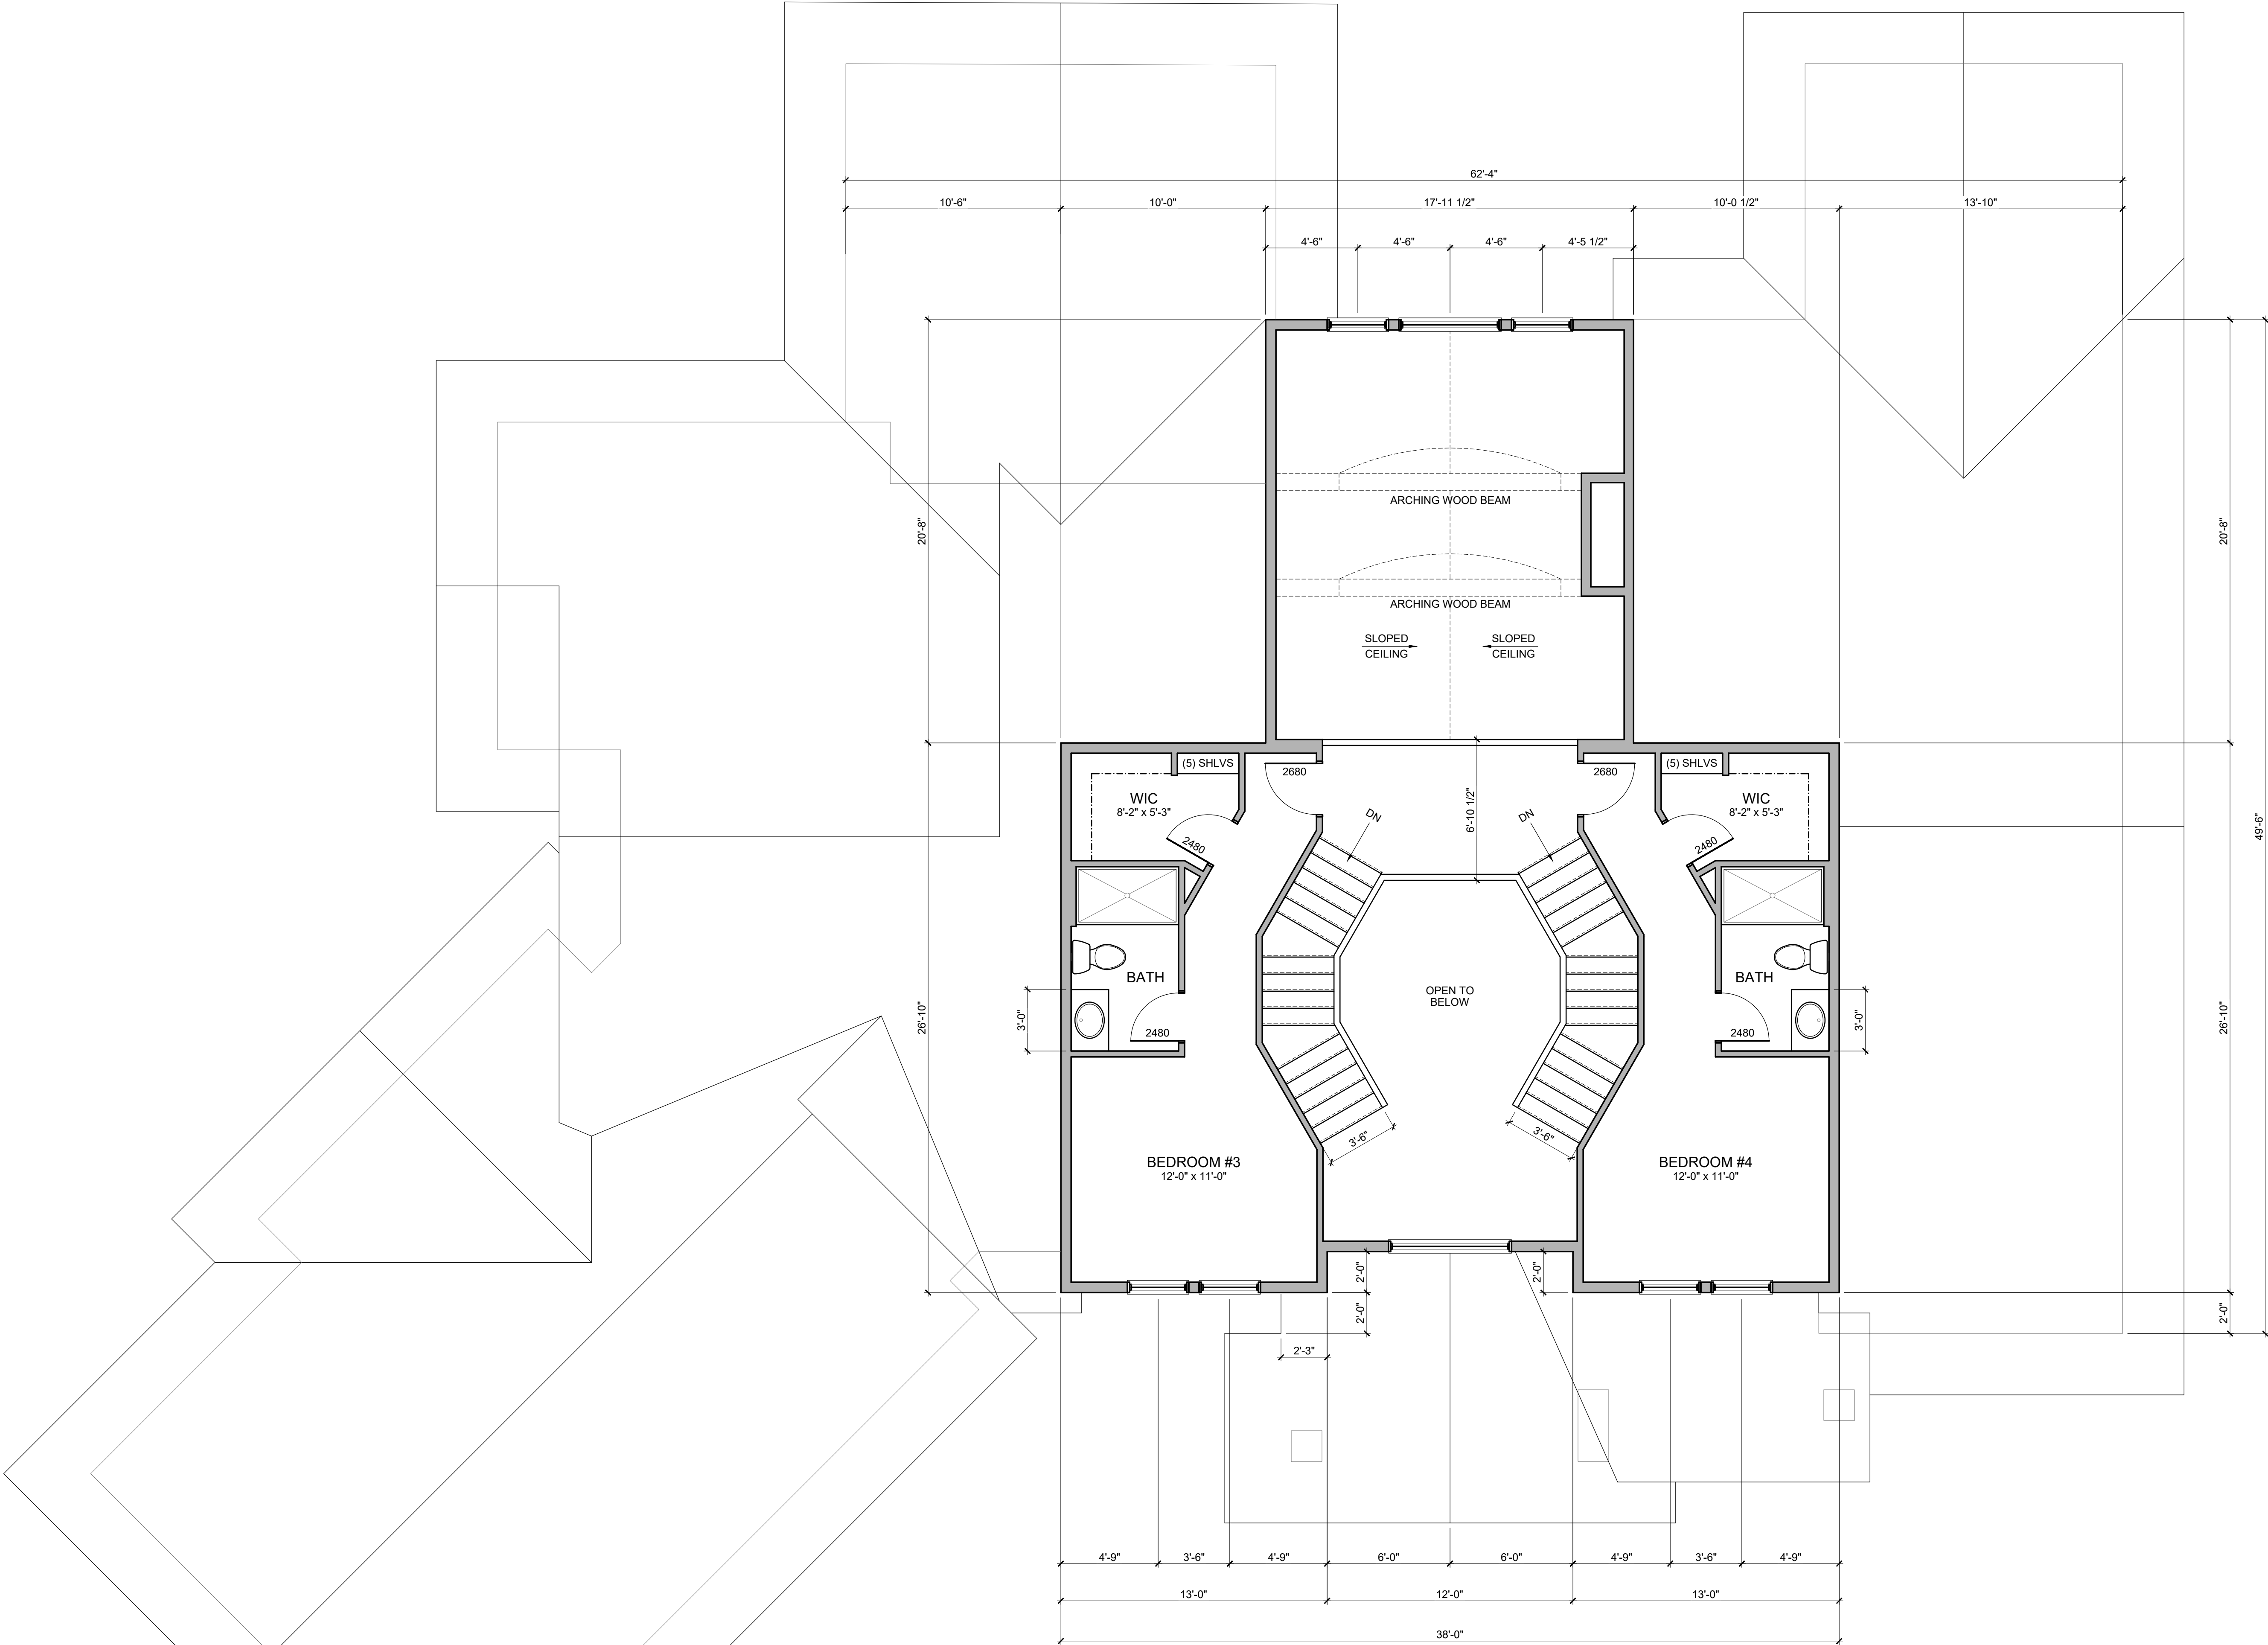 62'-4"
10'-6"
10'-0"
17'-11 1/2"
10'-0 1/2"
13'-10"
4'-6"
4'-6"
4'-6"
4'-5 1/2"
20'-8"
ARCHING WOOD BEAM
20'-8"
ARCHING WOOD BEAM
SLOPED
CEILING
SLOPED
CEILING
49'-6"
(5) SHLVS
2680
2680
(5) SHLVS
WIC
8'-2" x 5'-3"
6'-10 1/2"
WIC
8'-2" x 5'-3"
DN
DN
2480
2480
BATH
BATH
OPEN TO
BELOW
26'-10"
3'-0"
2480
2480
3'-0"
26'-10"
3'-6"
3'-6"
BEDROOM #3
12'-0" x 11'-0"
BEDROOM #4
12'-0" x 11'-0"
2'-0"
2'-0"
2'-0"
2'-0"
2'-3"
4'-9"
3'-6"
4'-9"
6'-0"
6'-0"
4'-9"
3'-6"
4'-9"
13'-0"
12'-0"
13'-0"
38'-0"